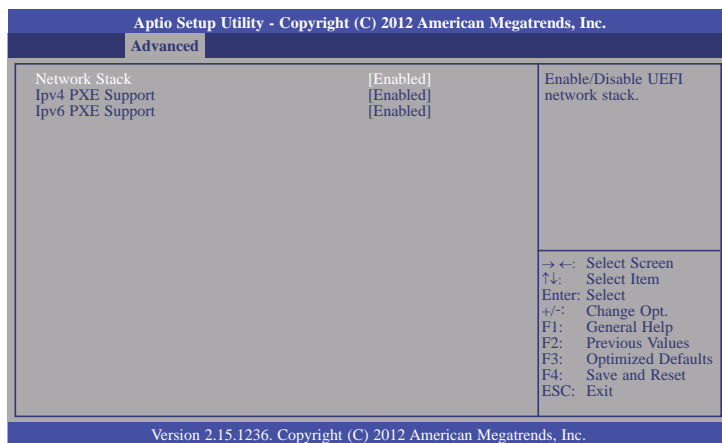 Aptio Setup Utility - Copyright (C) 2012 American Megatrends, Inc.
Advanced
Network Stack [Enabled]
Ipv4 PXE Support [Enabled]
Ipv6 PXE Support [Enabled]
Enable/Disable UEFI
network stack.
→ ←: Select Screen
↑↓: Select Item
Enter: Select
+/-: Change Opt.
F1: General Help
F2: Previous Values
F3: Optimized Defaults
F4: Save and Reset
ESC: Exit
Version 2.15.1236. Copyright (C) 2012 American Megatrends, Inc.